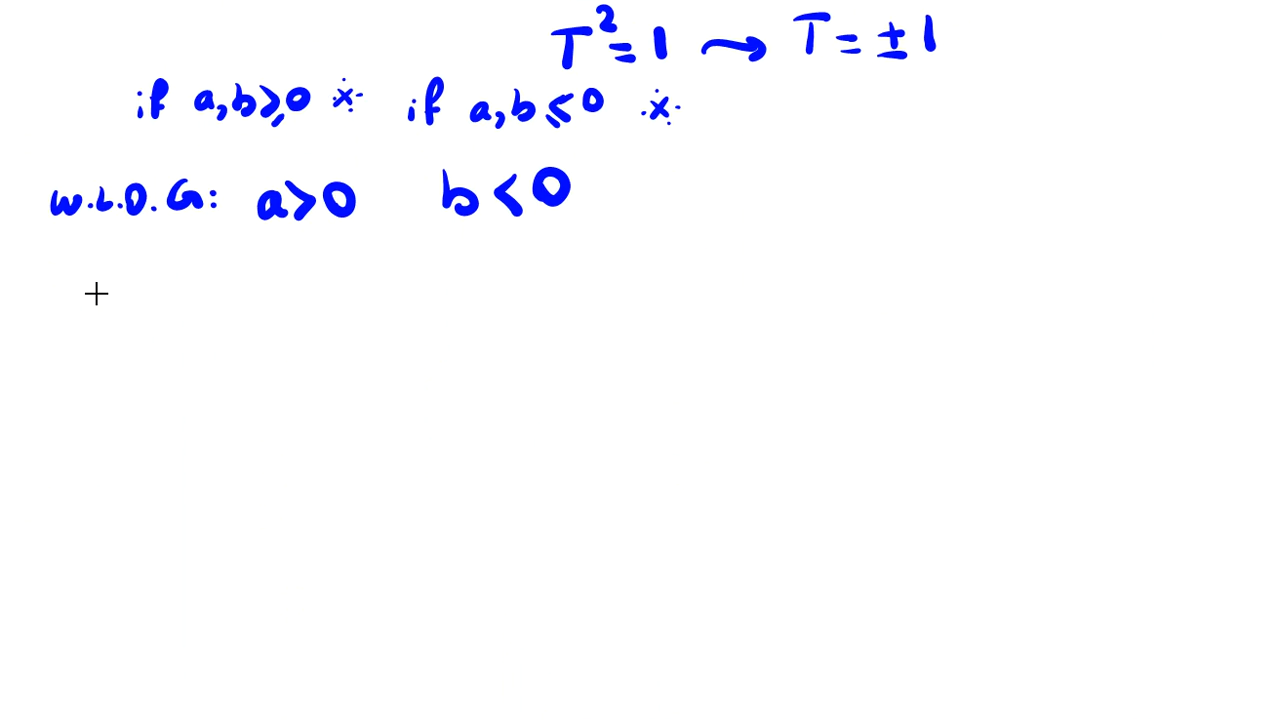 T² = 1 → T = ± 1
if a,b ≥ 0 ※ if a,b ≤ 0 ※
W.L.O.G: a > 0 b < 0